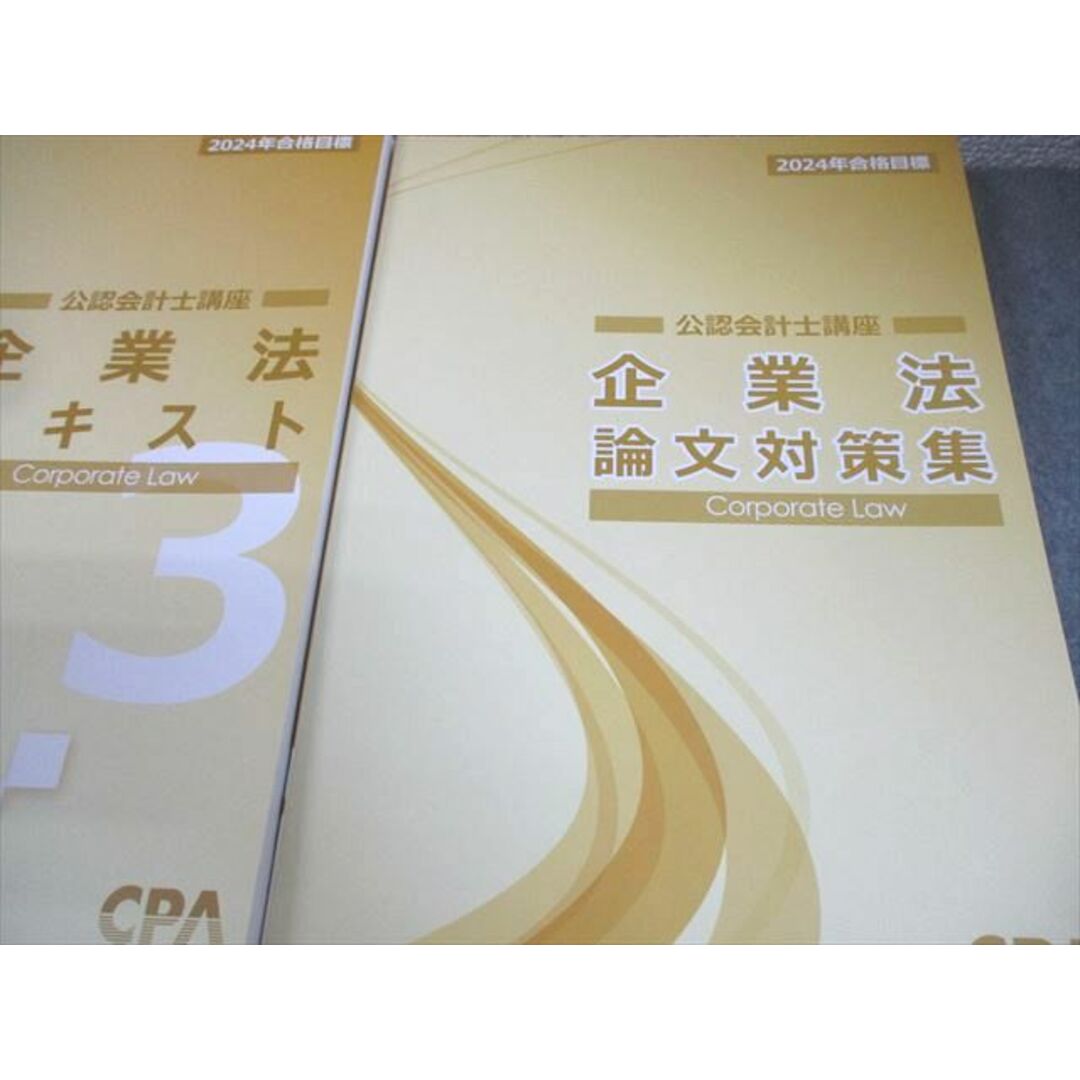 2024年合格目標
公認会計士講座
企業法
キスト
Corporate Law
3
CPA
2024年合格目標
公認会計士講座
企業法
論文対策集
Corporate Law